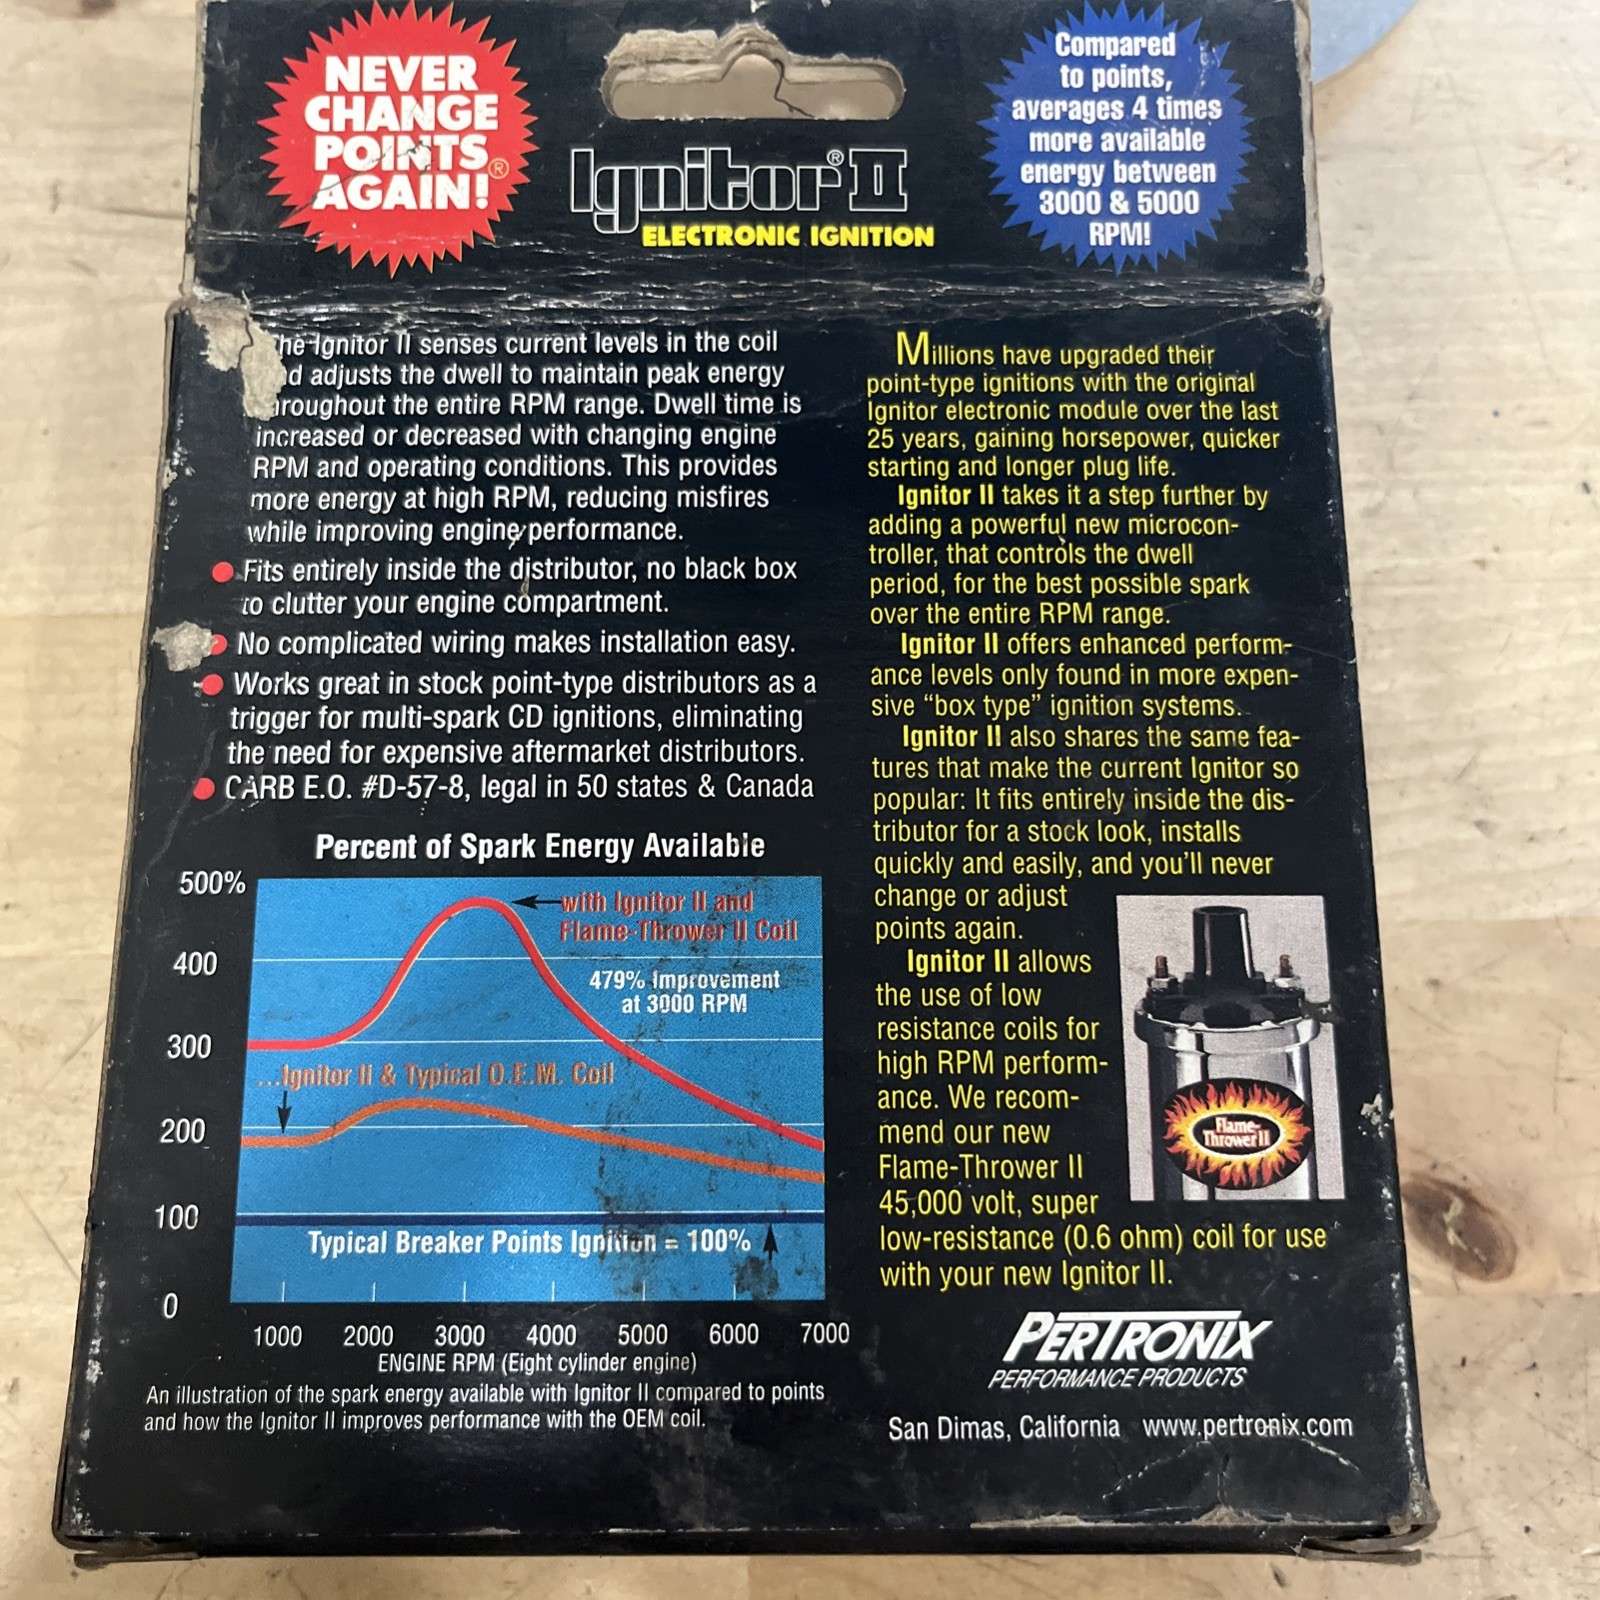 NEVER
CHANGE
POINTS
AGAIN!®
Ignitor® II
ELECTRONIC IGNITION
Compared
to points,
averages 4 times
more available
energy between
3000 & 5000
RPM!
he Ignitor II senses current levels in the coil
d adjusts the dwell to maintain peak energy
roughout the entire RPM range. Dwell time is
increased or decreased with changing engine
RPM and operating conditions. This provides
more energy at high RPM, reducing misfires
while improving engine performance.
Fits entirely inside the distributor, no black box
to clutter your engine compartment.
No complicated wiring makes installation easy.
Works great in stock point-type distributors as a
trigger for multi-spark CD ignitions, eliminating
the need for expensive aftermarket distributors.
CARB E.O. #D-57-8, legal in 50 states & Canada
Percent of Spark Energy Available
500%
400
300
200
100
0
with Ignitor II and
Flame-Thrower II Coil
479% Improvement
at 3000 RPM
...Ignitor II & Typical O.E.M. Coil
Typical Breaker Points Ignition = 100%
1000 2000 3000 4000 5000 6000 7000
ENGINE RPM (Eight cylinder engine)
An illustration of the spark energy available with Ignitor II compared to points
and how the Ignitor II improves performance with the OEM coil.
Millions have upgraded their
point-type ignitions with the original
Ignitor electronic module over the last
25 years, gaining horsepower, quicker
starting and longer plug life.
Ignitor II takes it a step further by
adding a powerful new microcon-
troller, that controls the dwell
period, for the best possible spark
over the entire RPM range.
Ignitor II offers enhanced perform-
ance levels only found in more expen-
sive “box type” ignition systems.
Ignitor II also shares the same fea-
tures that make the current Ignitor so
popular: It fits entirely inside the dis-
tributor for a stock look, installs
quickly and easily, and you'll never
change or adjust
points again.
Ignitor II allows
the use of low
resistance coils for
high RPM perform-
ance. We recom-
mend our new
Flame-Thrower II
45,000 volt, super
low-resistance (0.6 ohm) coil for use
with your new Ignitor II.
Flame-
Thrower II
PERTRONIX
PERFORMANCE PRODUCTS
San Dimas, California www.pertronix.com